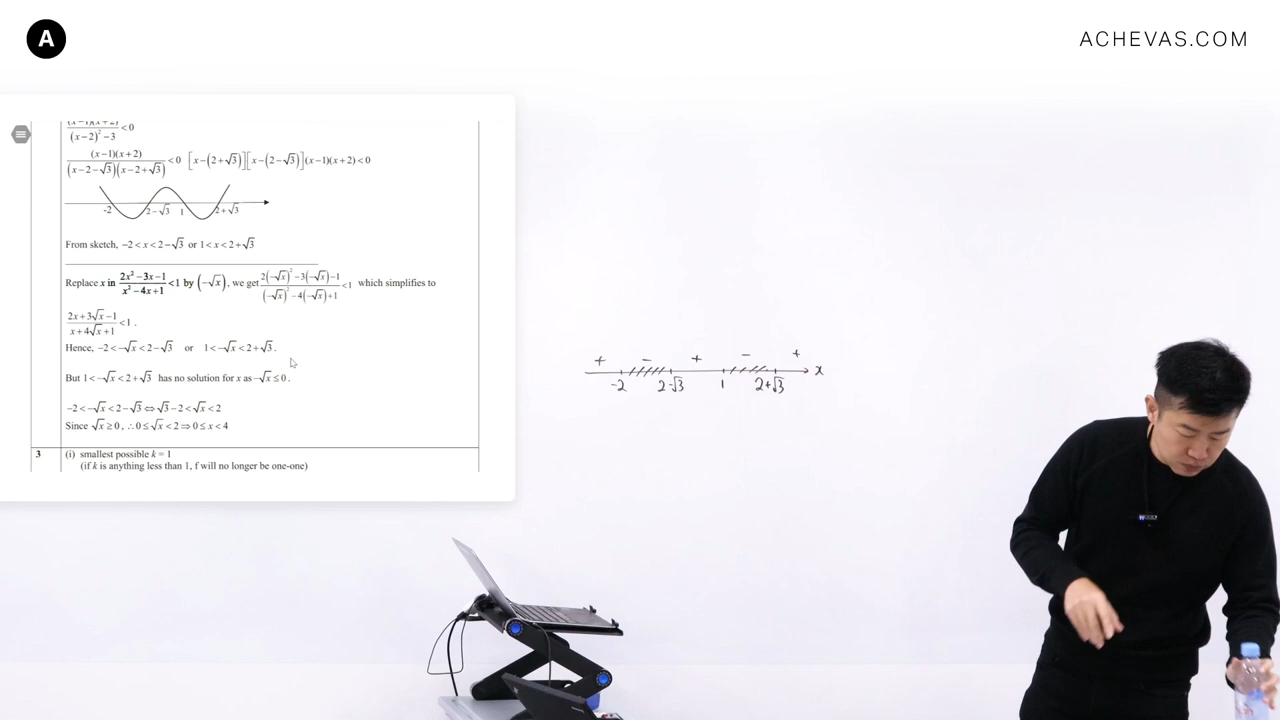 A
ACHEVAS.COM
(x−2)²−3 <0
(x−1)(x+2)/(x−2−√3)(x−2+√3) <0 [x−(2+√3)][x−(2−√3)](x−1)(x+2)<0
-2 2−√3 1 2+√3
From sketch, −2<x<2−√3 or 1<x<2+√3
Replace x in 2x²−3x−1/x²−4x+1 <1 by (−√x), we get 2(−√x)²−3(−√x)−1/(−√x)²−4(−√x)+1 <1 which simplifies to
2x+3√x−1/x+4√x+1 <1 .
Hence, −2<−√x<2−√3 or 1<−√x<2+√3.
But 1<−√x<2+√3 has no solution for x as −√x≤0.
−2<−√x<2−√3⇔√3−2<√x<2
Since √x≥0, ∴0≤√x<2⇒0≤x<4
3 (i) smallest possible k = 1
(if k is anything less than 1, f will no longer be one-one)
+ − + − +
-2 2-√3 1 2+√3 x